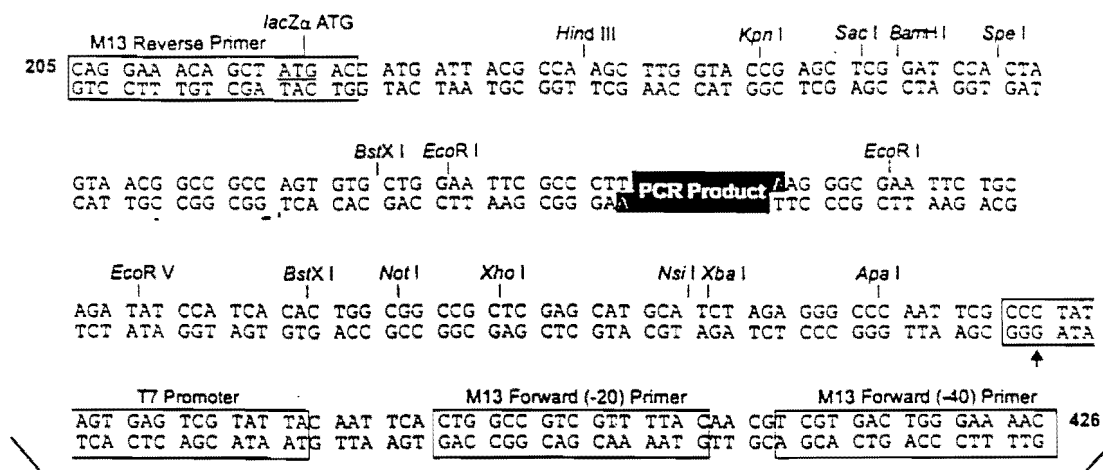 lacZα ATG
M13 Reverse Primer
Hind III Kpn I Sac I BamH I Spe I
205 CAG GAA ACA GCT ATG ACC ATG ATT ACG CCA AGC TTG GTA CCG AGC TCG GAT CCA CTA
GTC CTT TGT CGA TAC TGG TAC TAA TGC GGT TCG AAC CAT GGC TCG AGC CTA GGT GAT
BstX I EcoR I EcoR I
GTA ACG GCC GCC AGT GTG CTG GAA TTC GCC CTT PCR Product AAG GGC GAA TTC TGC
CAT TGC CGG CGG TCA CAC GAC CTT AAG CGG GAA TTC CCG CTT AAG ACG
EcoR V BstX I Not I Xho I Nsi I Xba I Apa I
AGA TAT CCA TCA CAC TGG CGG CCG CTC GAG CAT GCA TCT AGA GGG CCC AAT TCG CCC TAT
TCT ATA GGT AGT GTG ACC GCC GGC GAG CTC GTA CGT AGA TCT CCC GGG TTA AGC GGG ATA
T7 Promoter M13 Forward (-20) Primer M13 Forward (-40) Primer
AGT GAG TCG TAT TAC AAT TCA CTG GCC GTC GTT TTA CAA CGT CGT GAC TGG GAA AAC 426
TCA CTC AGC ATA ATG TTA AGT GAC CGG CAG CAA AAT GTT GCA GCA CTG ACC CTT TTG